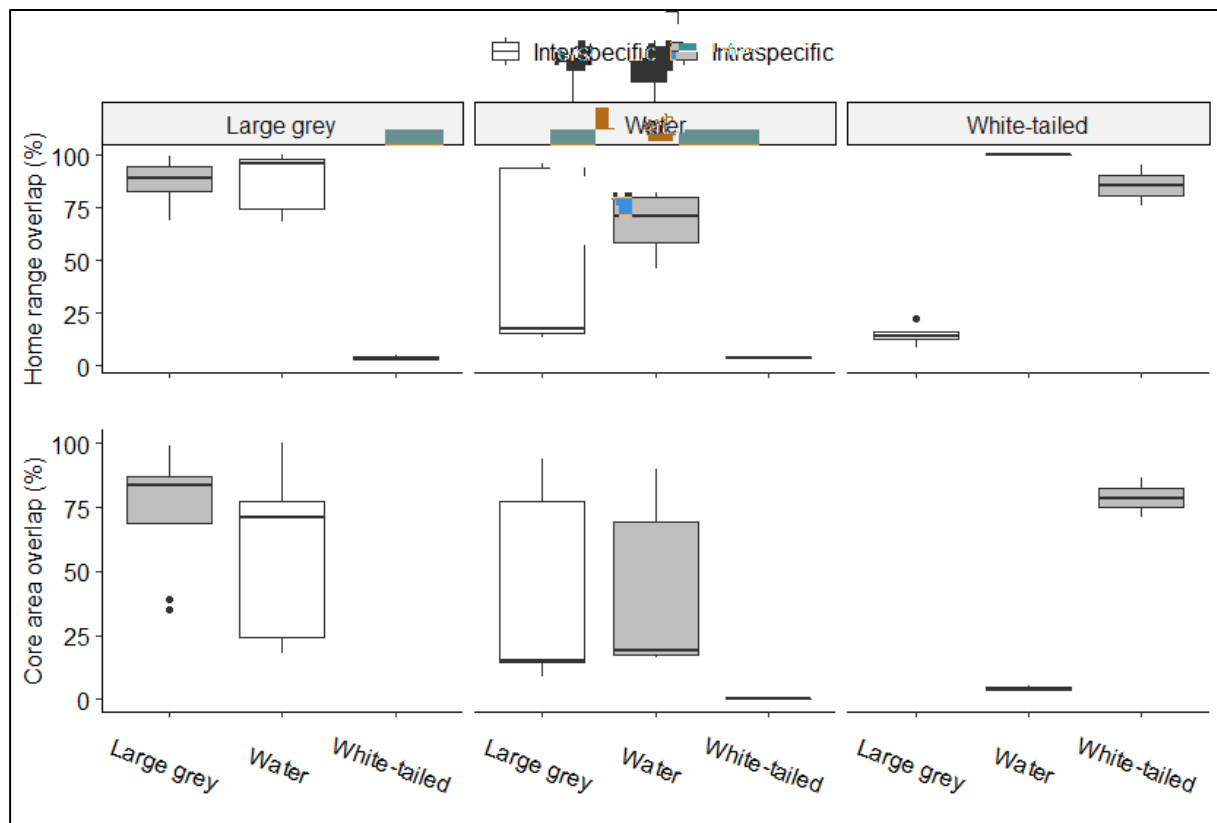 Interspecific Intraspecific
Large grey Water White-tailed
Home range overlap (%)
100
75
50
25
0
Core area overlap (%)
100
75
50
25
0
Large grey Water White-tailed Large grey Water White-tailed Large grey Water White-tailed